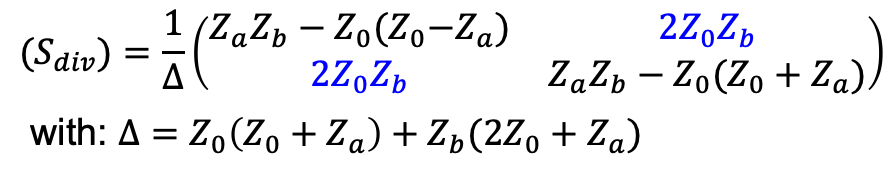 (S_div) = 1/Δ ( Z_aZ_b − Z_0(Z_0−Z_a)   2Z_0Z_b
2Z_0Z_b   Z_aZ_b − Z_0(Z_0 + Z_a) )
with: Δ = Z_0(Z_0 + Z_a) + Z_b(2Z_0 + Z_a)